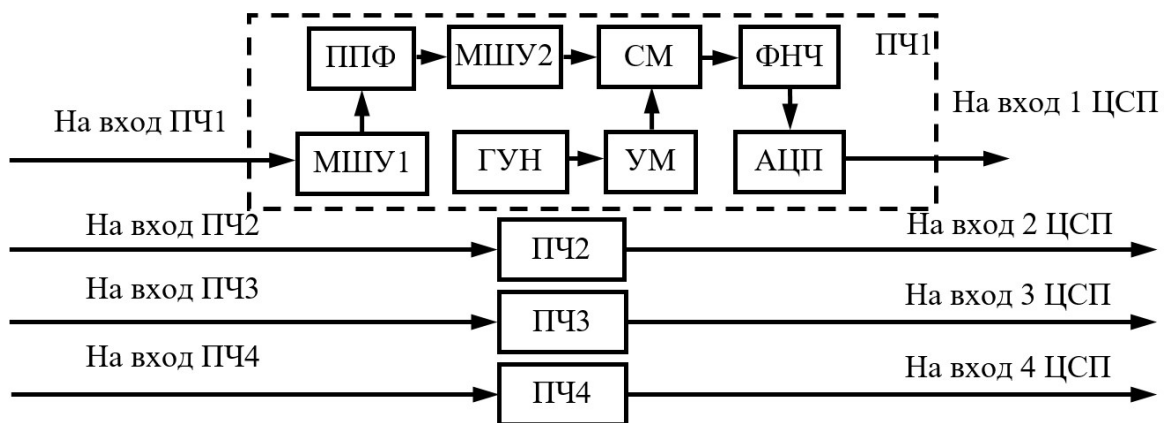 ППФ МШУ2 СМ ФНЧ ПЧ1
На вход ПЧ1 На вход 1 ЦСП
МШУ1 ГУН УМ АЦП
На вход ПЧ2 ПЧ2 На вход 2 ЦСП
На вход ПЧ3 ПЧ3 На вход 3 ЦСП
На вход ПЧ4 ПЧ4 На вход 4 ЦСП